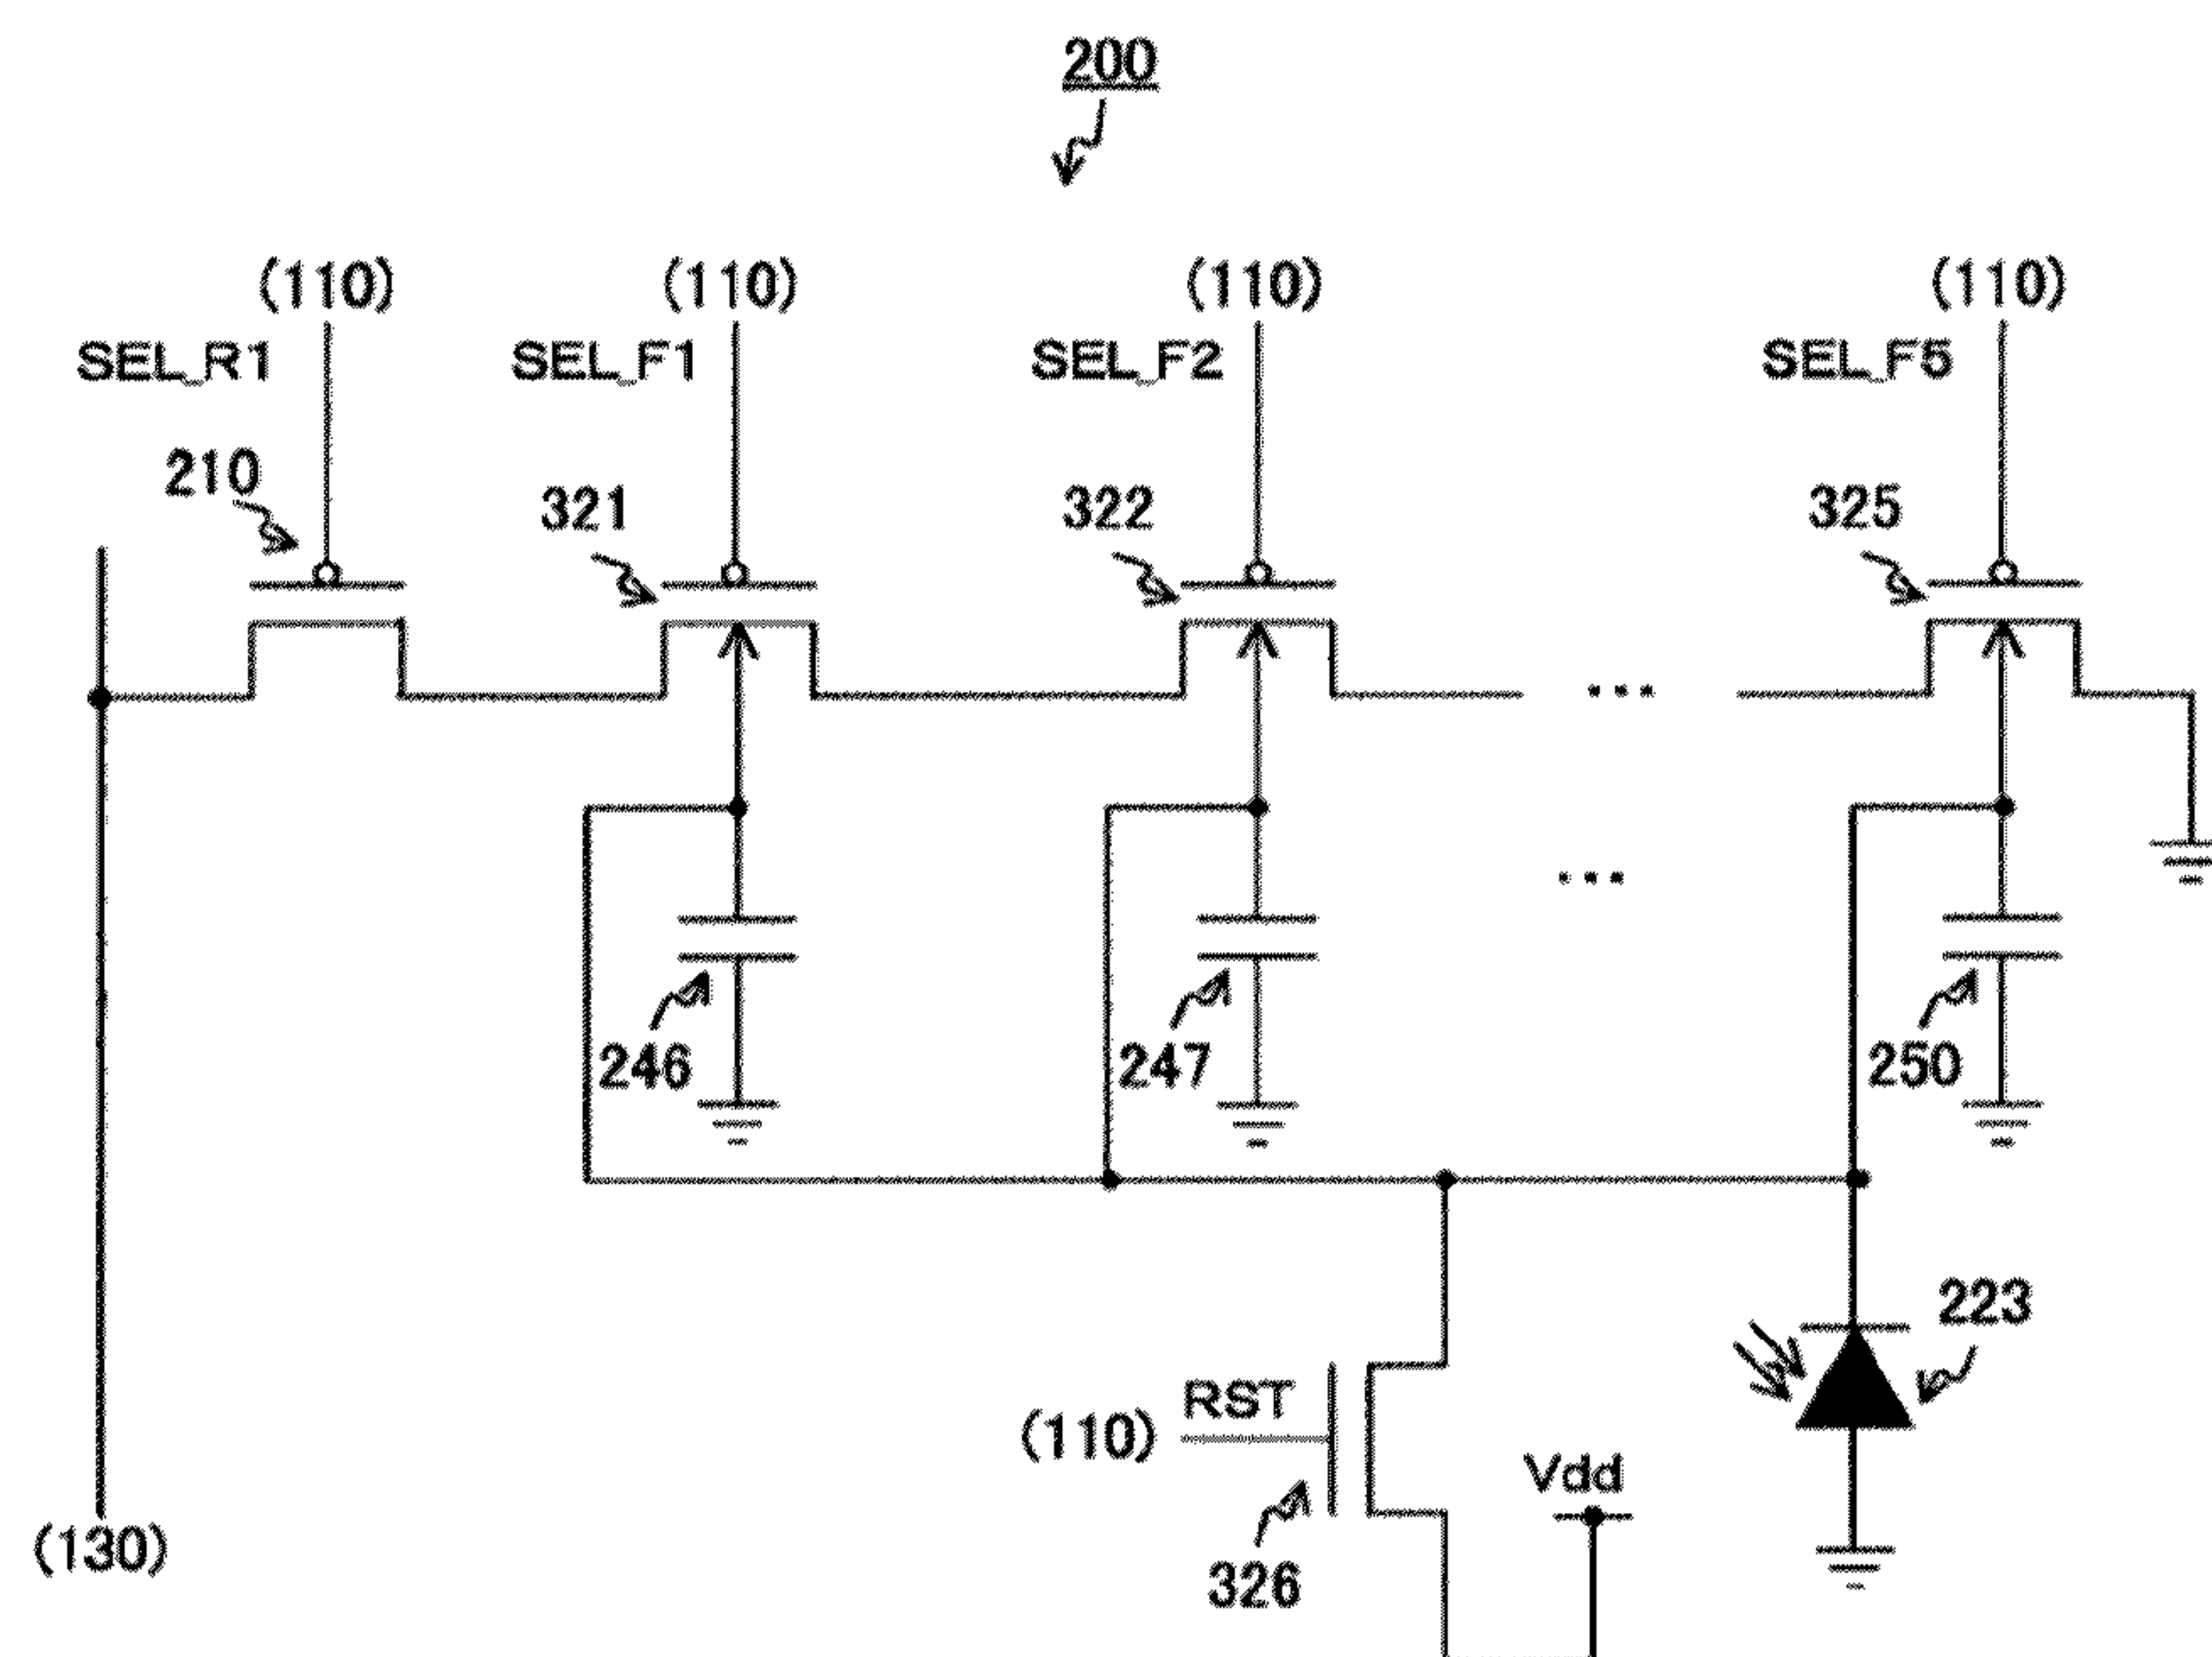 200
(110) (110) (110) (110)
SEL_R1 SEL_F1 SEL_F2 SEL_F5
210 321 322 325
... 
...
246 247 250
223
RST
(110)
Vdd
(130) 326